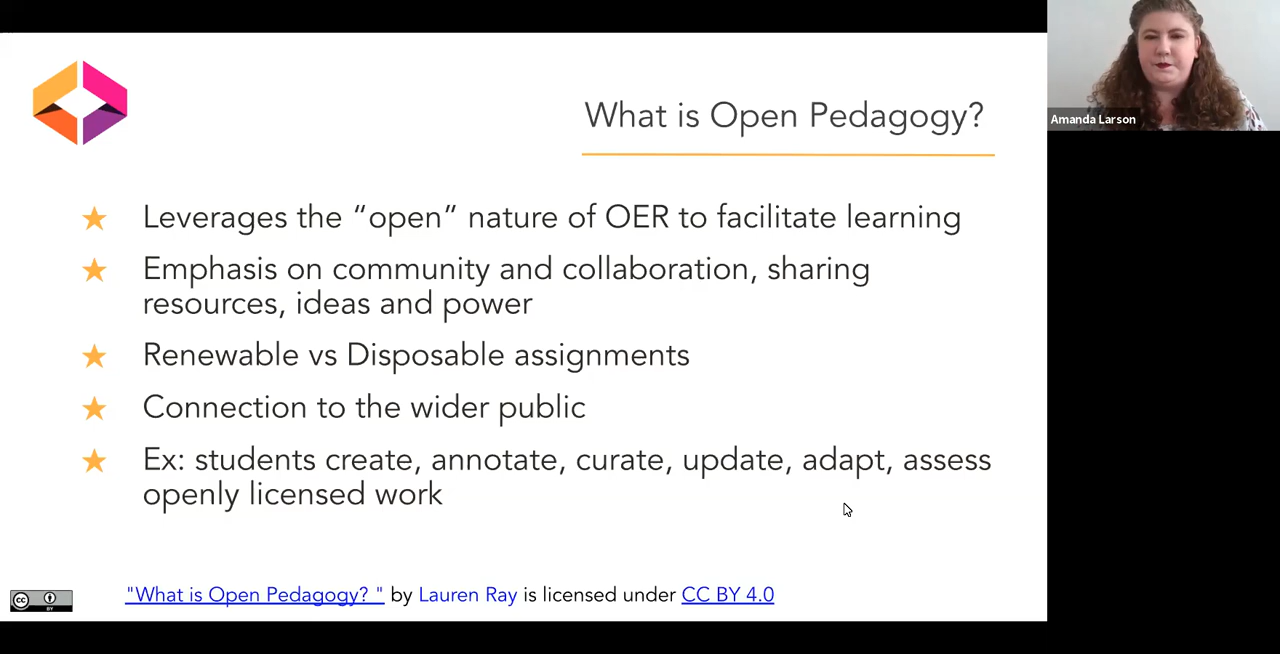 What is Open Pedagogy?
Amanda Larson
Leverages the “open” nature of OER to facilitate learning
Emphasis on community and collaboration, sharing
resources, ideas and power
Renewable vs Disposable assignments
Connection to the wider public
Ex: students create, annotate, curate, update, adapt, assess
openly licensed work
"What is Open Pedagogy? " by Lauren Ray is licensed under CC BY 4.0
cc
BY